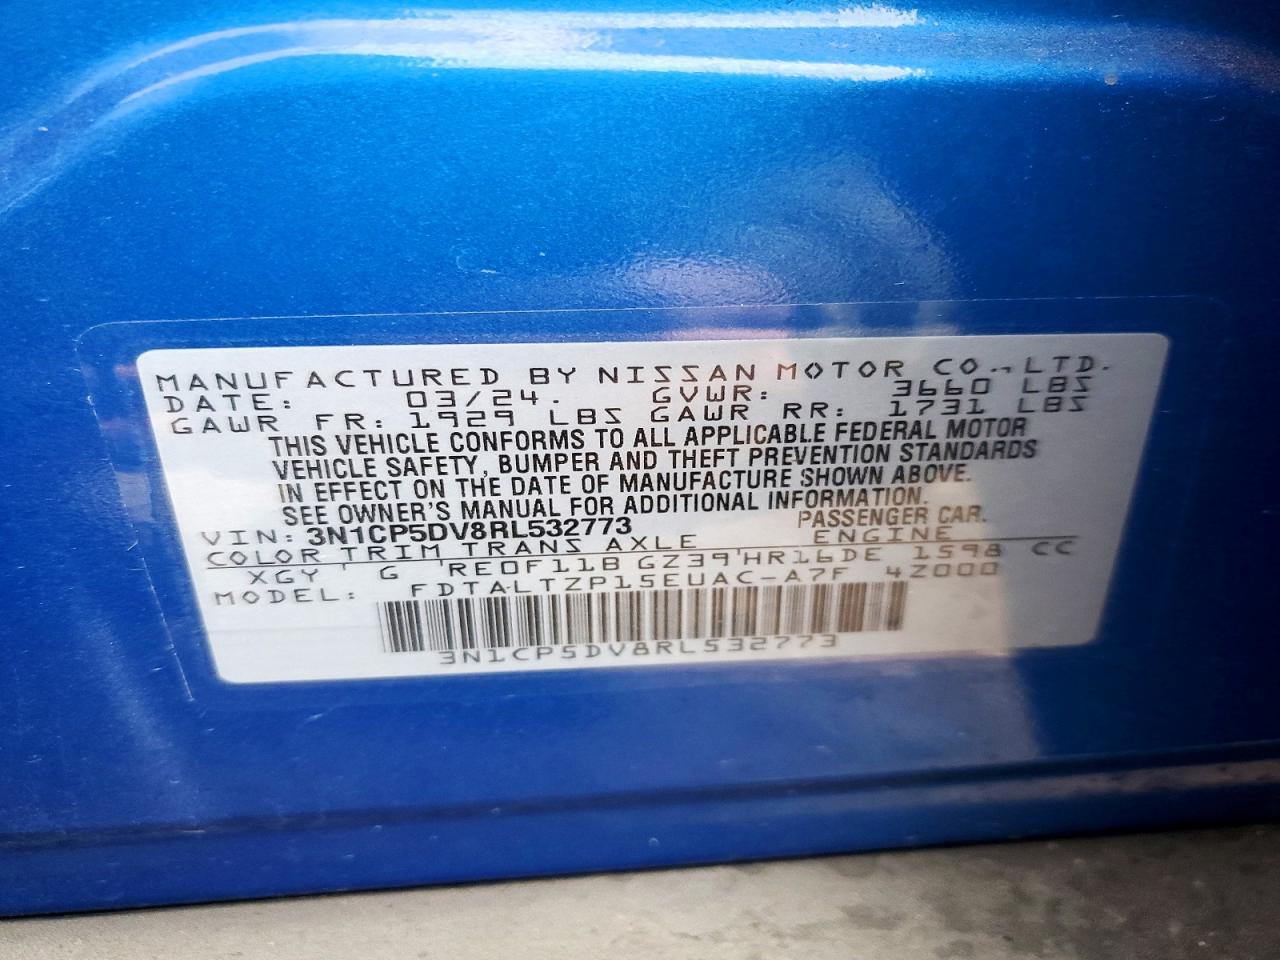 MANUFACTURED BY NISSAN MOTOR CO.,LTD.
DATE: 03/24. GVWR: 3660 LBS
GAWR FR: 1929 LBS GAWR RR: 1731 LBS
THIS VEHICLE CONFORMS TO ALL APPLICABLE FEDERAL MOTOR
VEHICLE SAFETY, BUMPER AND THEFT PREVENTION STANDARDS
IN EFFECT ON THE DATE OF MANUFACTURE SHOWN ABOVE.
SEE OWNER'S MANUAL FOR ADDITIONAL INFORMATION.
VIN: 3N1CP5DV8RL532773 PASSENGER CAR.
COLOR TRIM TRANS AXLE ENGINE
XGY G RE0F11B GZ39 HR16DE 1598 CC
MODEL: FDTALTZP15EUAC-A7F 42000
3N1CP5DV8RL532773